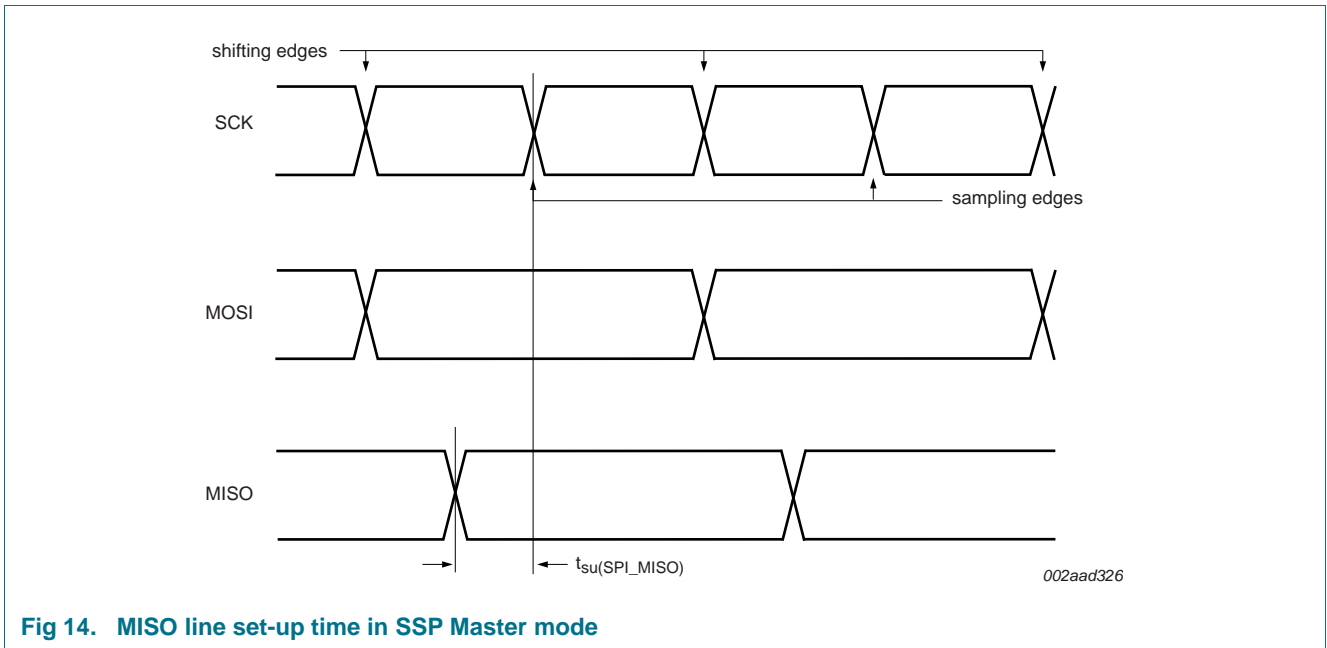 shifting edges
SCK
sampling edges
MOSI
MISO
tsu(SPI_MISO)
002aad326
Fig 14. MISO line set-up time in SSP Master mode